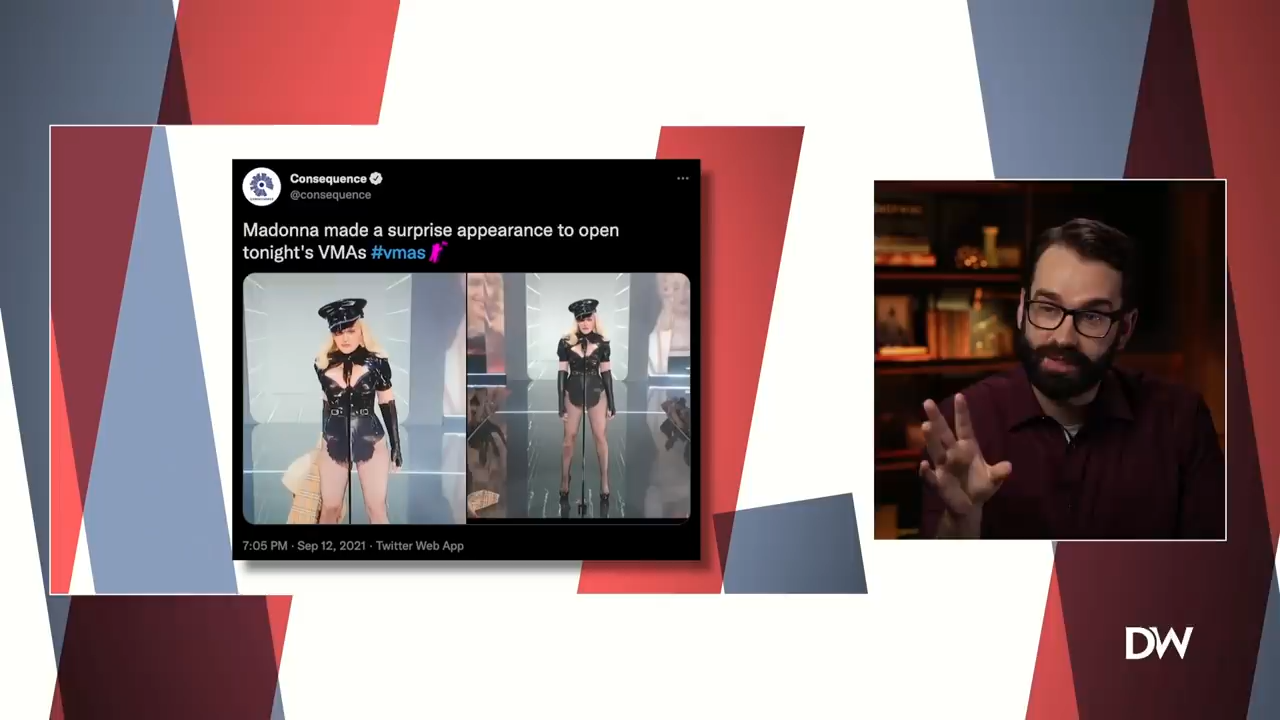 Consequence
@consequence
Madonna made a surprise appearance to open
tonight's VMAs #vmas
7:05 PM · Sep 12, 2021 · Twitter Web App
DW